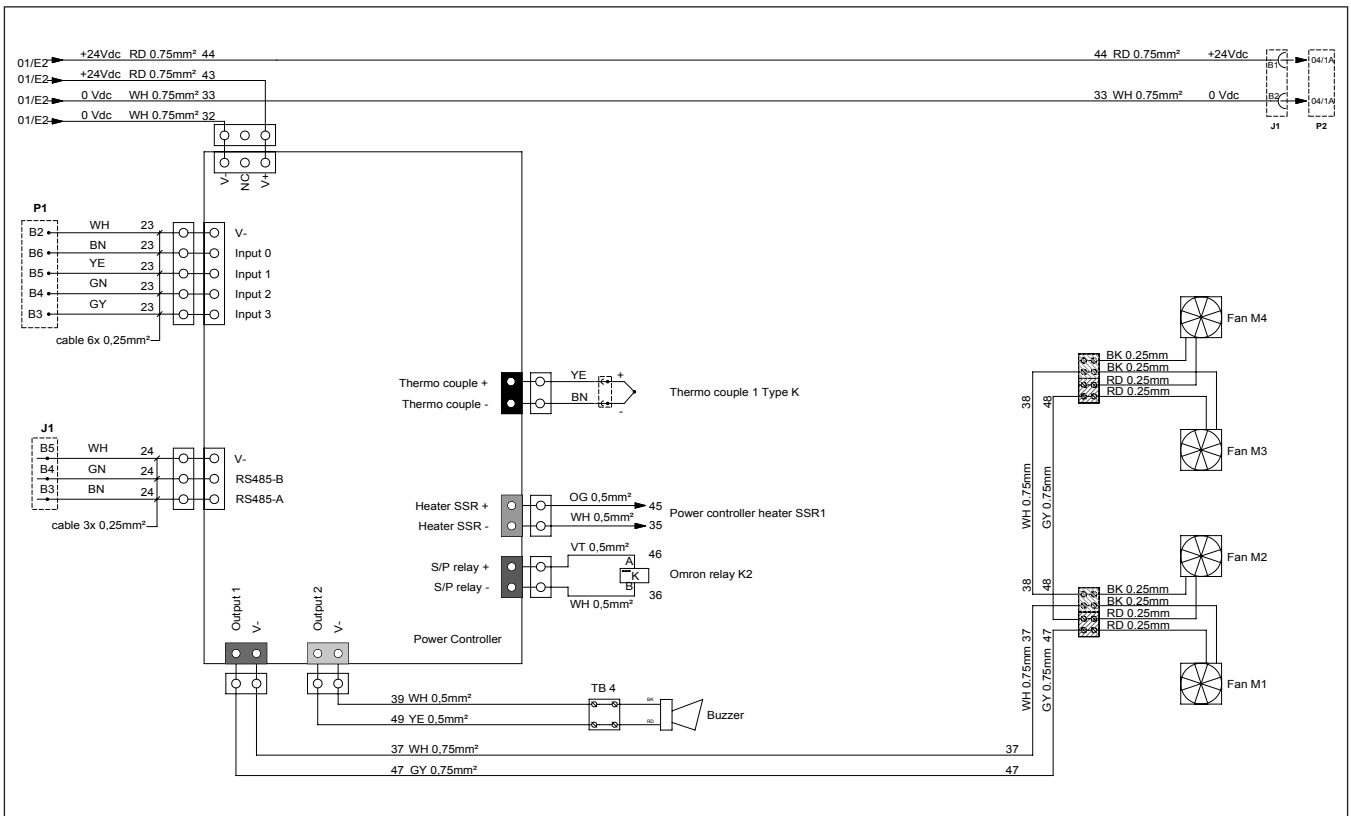 01/E2 +24Vdc RD 0.75mm² 44
44 RD 0.75mm² +24Vdc B1 04/1A
01/E2 +24Vdc RD 0.75mm² 43
01/E2 0 Vdc WH 0.75mm² 33
33 WH 0.75mm² 0 Vdc B2 04/1A
01/E2 0 Vdc WH 0.75mm² 32
J1 P2
V- NC V+
P1
B2 WH 23 V-
B6 BN 23 Input 0
B5 YE 23 Input 1
B4 GN 23 Input 2
B3 GY 23 Input 3
cable 6x 0,25mm²
Thermo couple + YE +
Thermo couple 1 Type K
Thermo couple - BN -
J1
B5 WH 24 V-
B4 GN 24 RS485-B
B3 BN 24 RS485-A
cable 3x 0,25mm²
Heater SSR + OG 0,5mm² 45
Power controller heater SSR1
Heater SSR - WH 0,5mm² 35
S/P relay + VT 0,5mm² 46
A
K
B
Omron relay K2
S/P relay - WH 0,5mm² 36
Output 1 V- Output 2 V-
Power Controller
39 WH 0,5mm² TB 4 BK
49 YE 0,5mm² RD
Buzzer
37 WH 0,75mm² 37
47 GY 0,75mm² 47
Fan M4
BK 0.25mm
BK 0.25mm
RD 0.25mm
RD 0.25mm
Fan M3
38 48
WH 0.75mm²
GY 0.75mm²
38 48
Fan M2
BK 0.25mm
BK 0.25mm
RD 0.25mm
RD 0.25mm
Fan M1
WH 0.75mm² 37
GY 0.75mm² 47